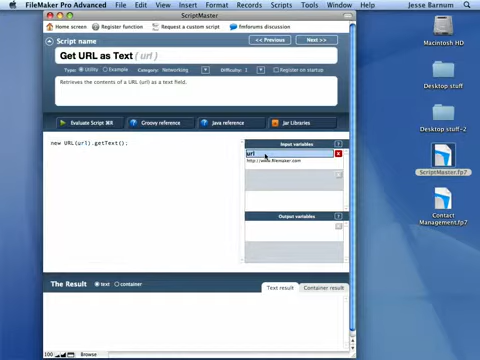 FileMaker Pro Advanced File Edit View Insert Format Records Scripts Tools Window Help Jesse Barnum
ScriptMaster
Home screen Register function Request a custom script fmforums discussion
Script name << Previous Next >>
Get URL as Text ( url )
Type: Utility Example Category: Networking Difficulty: 1 Register on startup
Retrieves the contents of a URL (url) as a text field.
Evaluate Script ⌘R Groovy reference Java reference Jar Libraries
new URL(url).getText();
Input variables ?
url
http://www.filemaker.com
Output variables ?
The Result text container Text result Container result
100 Browse
Macintosh HD
Desktop stuff
Desktop stuff-2
ScriptMaster.fp7
Contact
Management.fp7